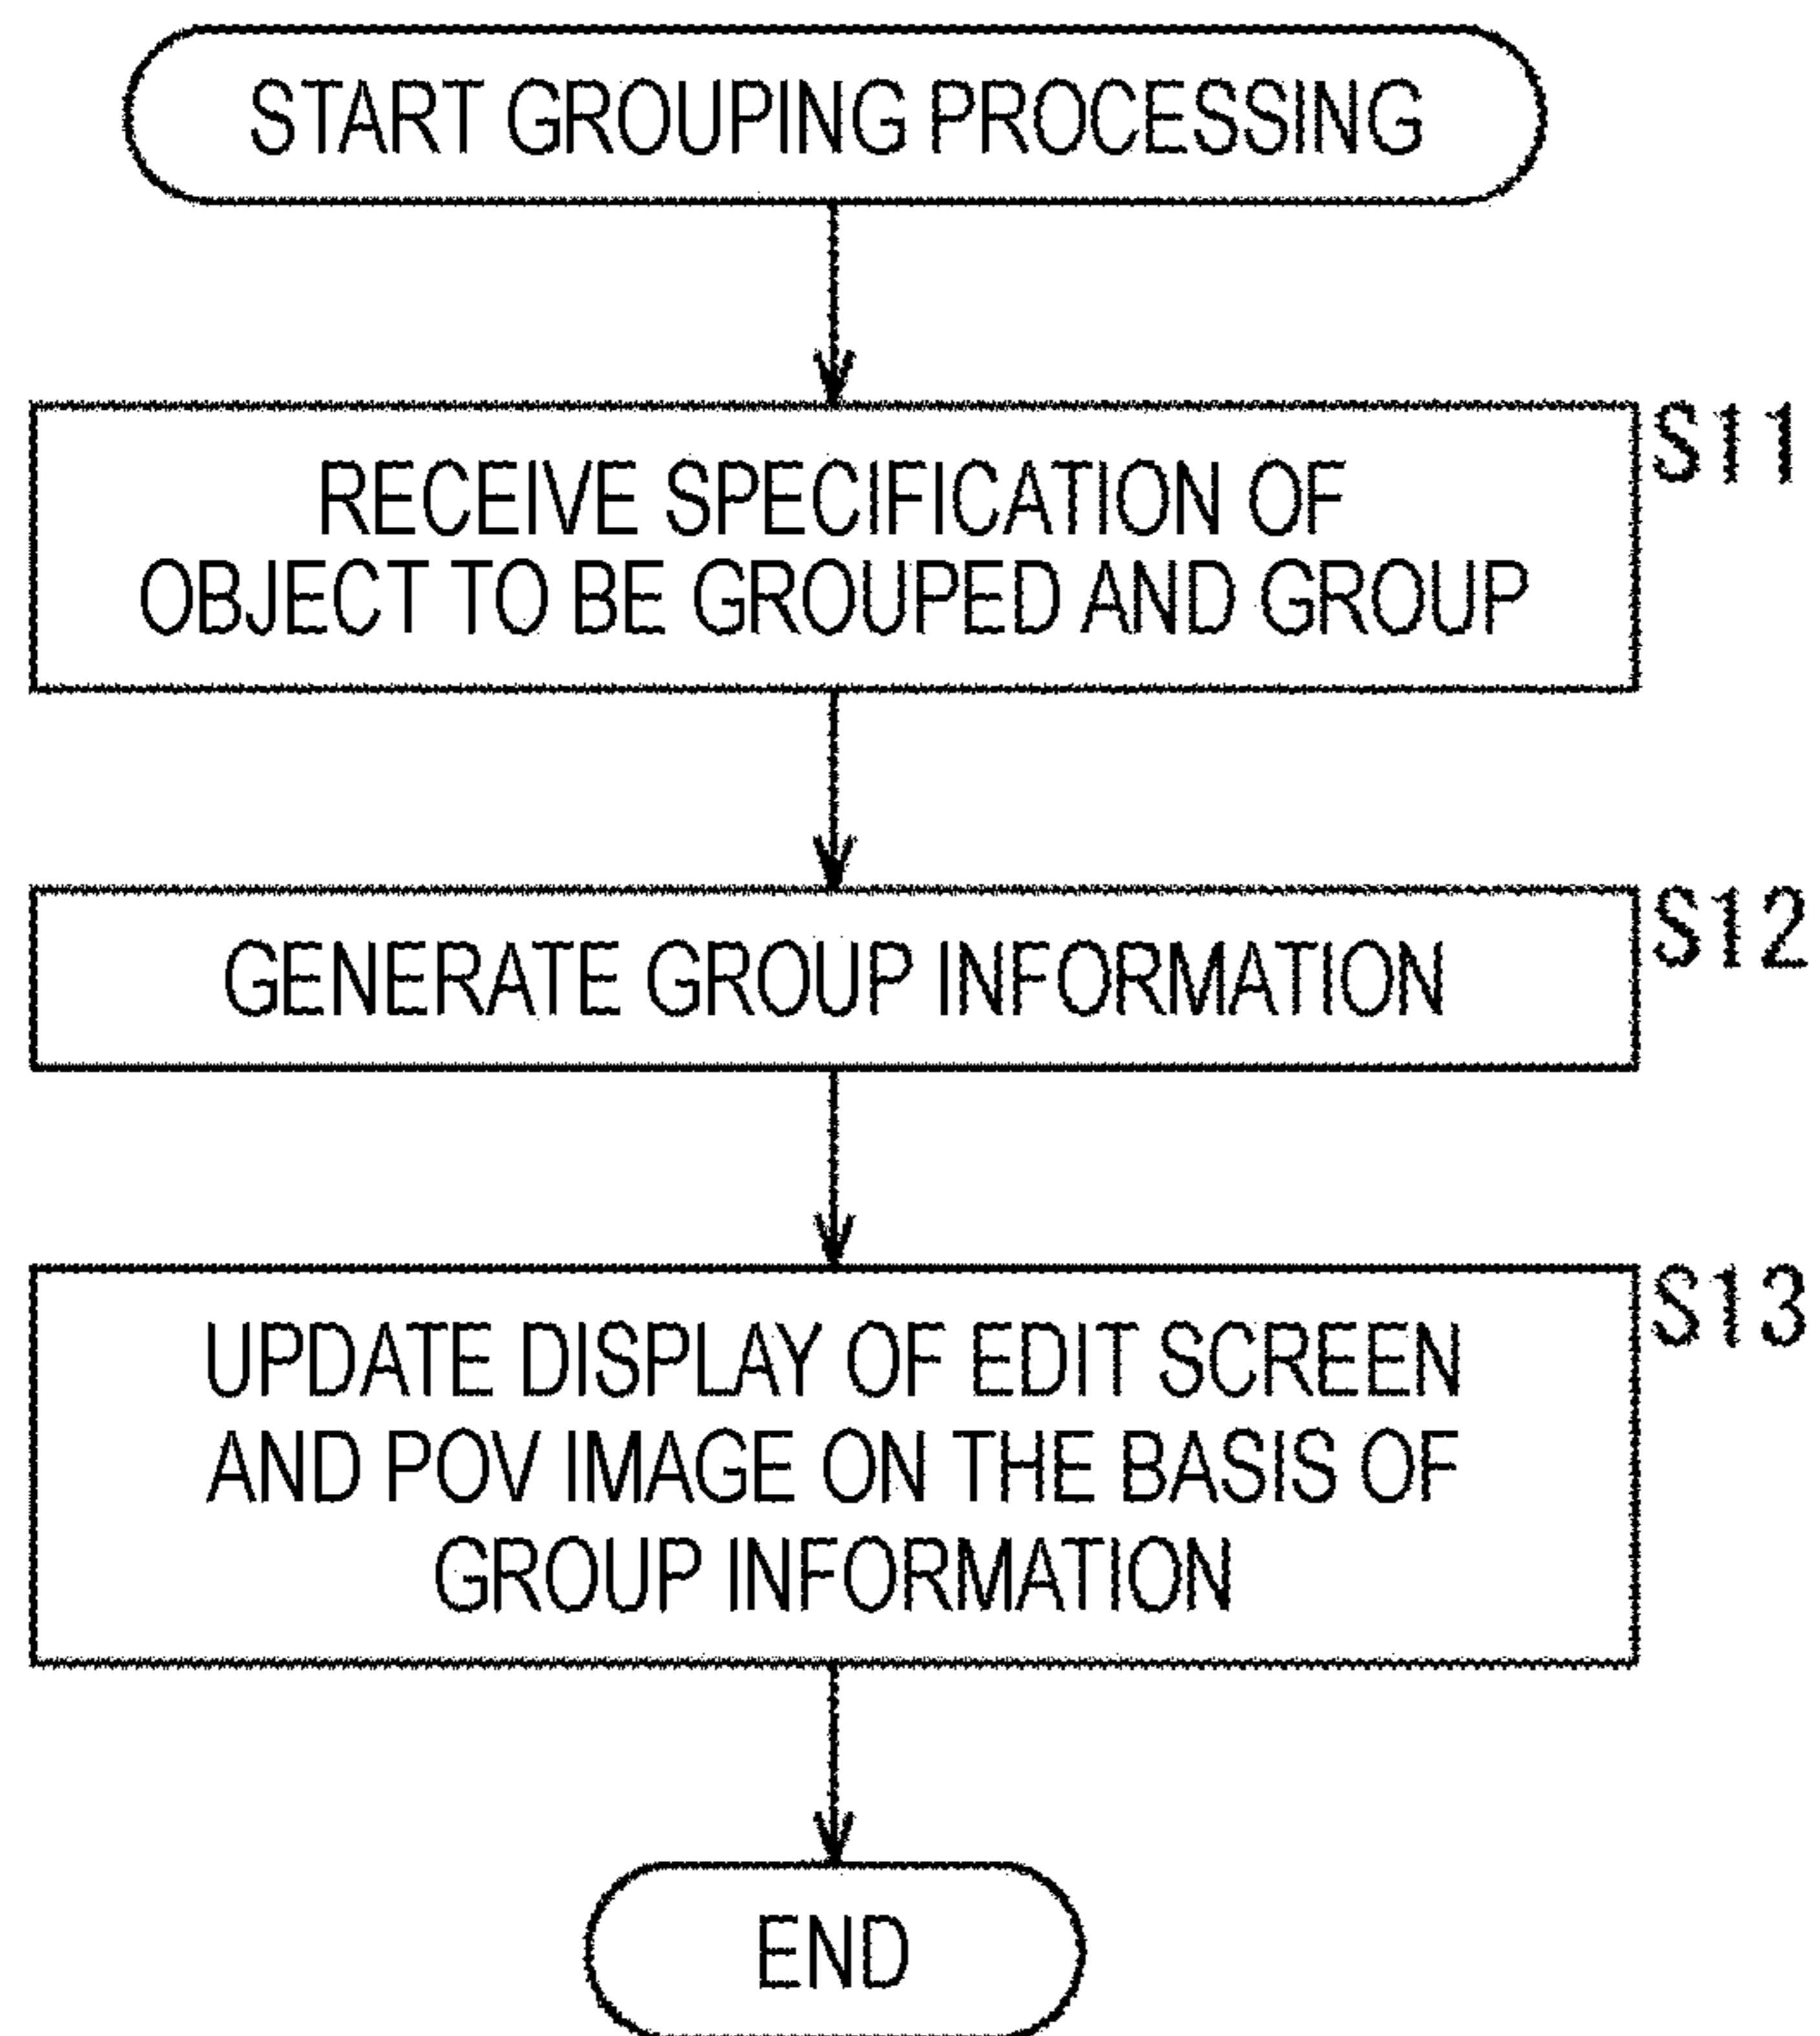 START GROUPING PROCESSING
S11
RECEIVE SPECIFICATION OF
OBJECT TO BE GROUPED AND GROUP
S12
GENERATE GROUP INFORMATION
S13
UPDATE DISPLAY OF EDIT SCREEN
AND POV IMAGE ON THE BASIS OF
GROUP INFORMATION
END